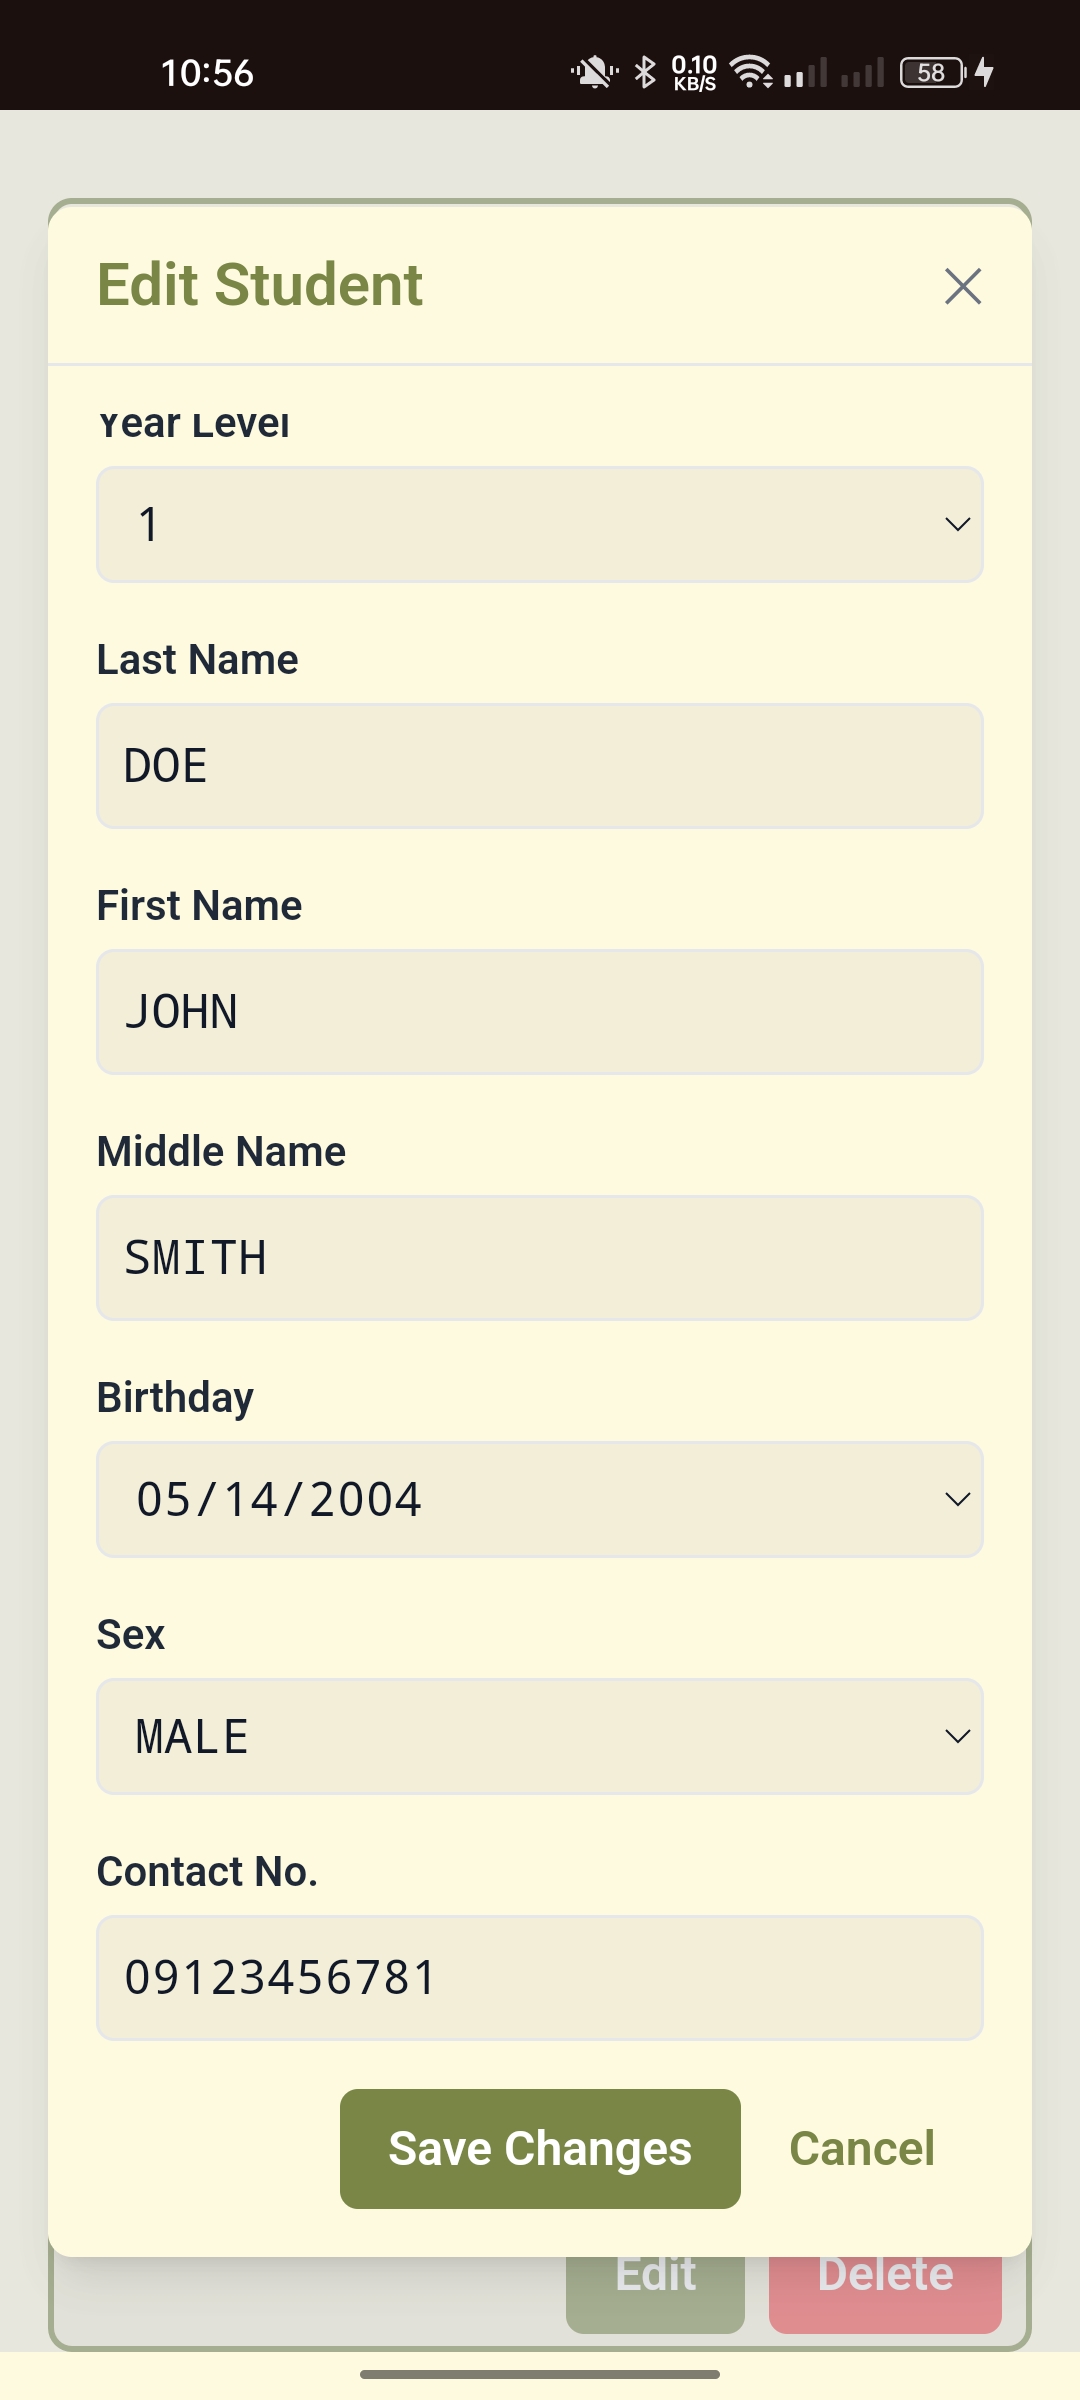 10:56
0.10
KB/S
58
Edit Student
Year Level
1
Last Name
DOE
First Name
JOHN
Middle Name
SMITH
Birthday
05/14/2004
Sex
MALE
Contact No.
09123456781
Save Changes
Cancel
Edit
Delete